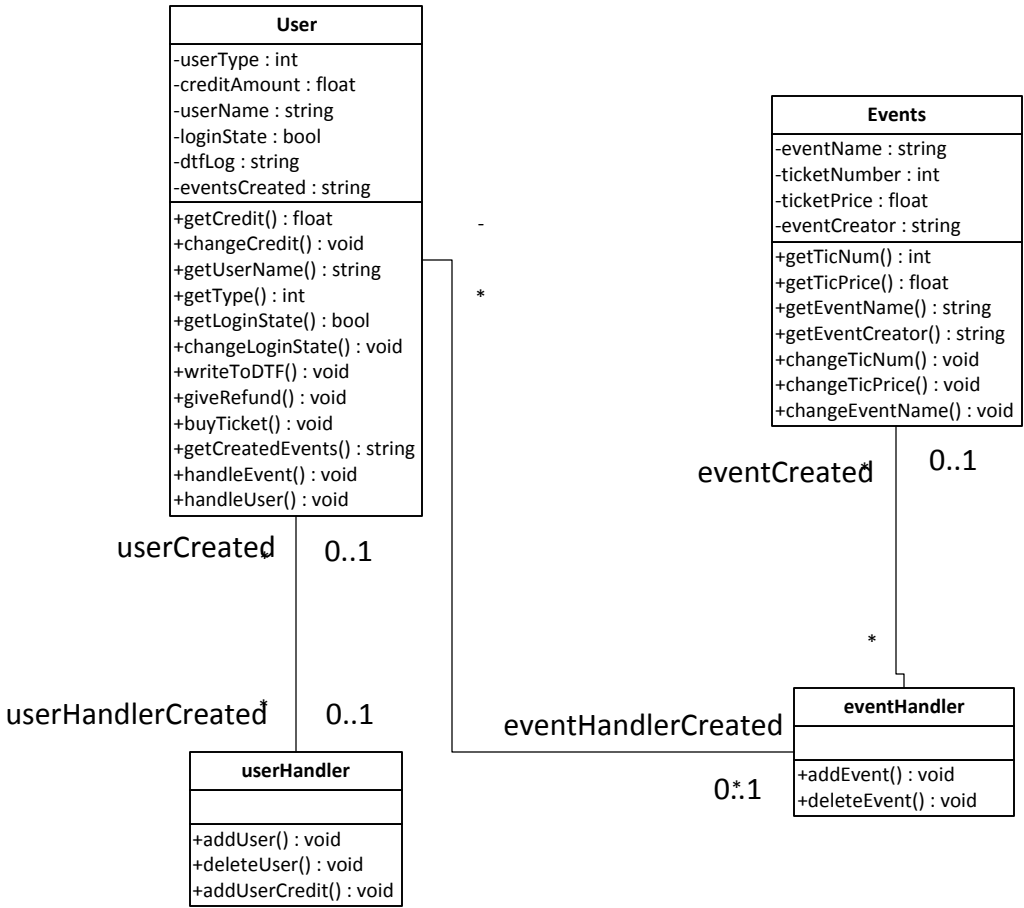 User
-userType : int
-creditAmount : float
-userName : string
-loginState : bool
-dtfLog : string
-eventsCreated : string
+getCredit() : float
+changeCredit() : void
+getUserName() : string
+getType() : int
+getLoginState() : bool
+changeLoginState() : void
+writeToDTF() : void
+giveRefund() : void
+buyTicket() : void
+getCreatedEvents() : string
+handleEvent() : void
+handleUser() : void
-
*
Events
-eventName : string
-ticketNumber : int
-ticketPrice : float
-eventCreator : string
+getTicNum() : int
+getTicPrice() : float
+getEventName() : string
+getEventCreator() : string
+changeTicNum() : void
+changeTicPrice() : void
+changeEventName() : void
eventCreated
*
0..1
userCreated
*
0..1
*
userHandlerCreated
*
0..1
eventHandlerCreated
0..1
*
userHandler
+addUser() : void
+deleteUser() : void
+addUserCredit() : void
eventHandler
+addEvent() : void
+deleteEvent() : void